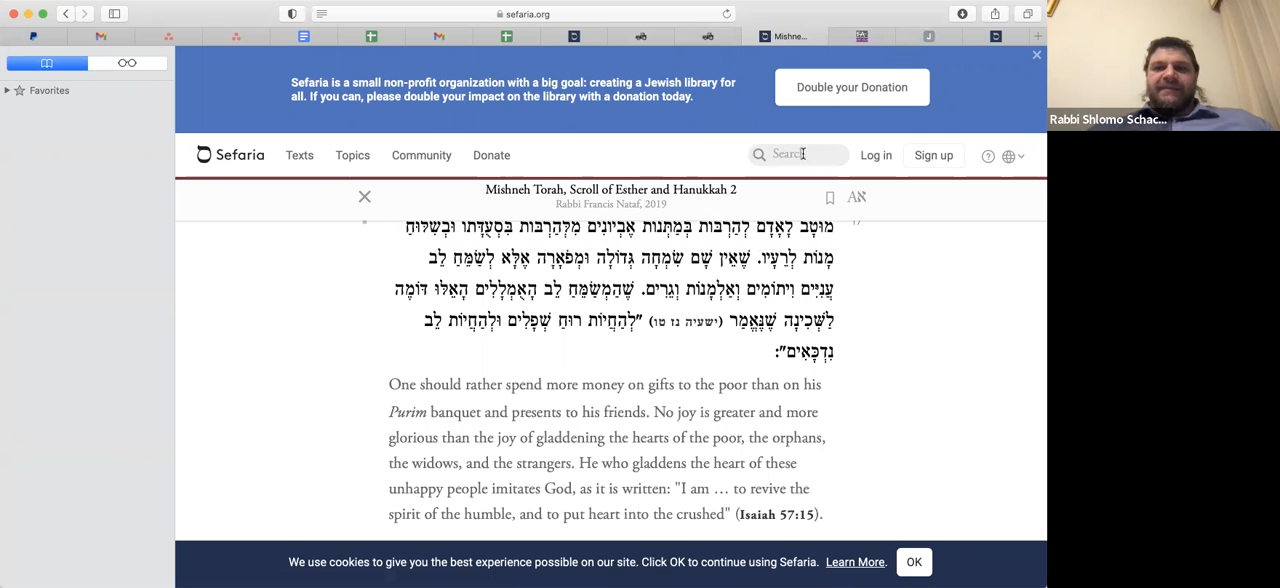 sefaria.org
Mishne...
Favorites
Sefaria is a small non-profit organization with a big goal: creating a Jewish library for
all. If you can, please double your impact on the library with a donation today.
Double your Donation
Rabbi Shlomo Schac...
Sefaria
Texts
Topics
Community
Donate
Search
Log in
Sign up
Mishneh Torah, Scroll of Esther and Hanukkah 2
Rabbi Francis Nataf, 2019
17
מוּטָב לָאָדָם לְהַרְבּוֹת בְּמַתְּנוֹת אֶבְיוֹנִים מִלְּהַרְבּוֹת בִּסְעֻדָּתוֹ וּבְשִׁלּוּחַ
מָנוֹת לְרֵעָיו. שֶׁאֵין שָׁם שִׂמְחָה גְּדוֹלָה וּמְפֹאָרָה אֶלָּא לְשַׂמֵּחַ לֵב
עֲנִיִּים וִיתוֹמִים וְאַלְמָנוֹת וְגֵרִים. שֶׁהַמְשַׂמֵּחַ לֵב הָאֻמְלָלִים הָאֵלּוּ דּוֹמֶה
לַשְּׁכִינָה שֶׁנֶּאֱמַר (ישעיה נז טו) "לְהַחֲיוֹת רוּחַ שְׁפָלִים וּלְהַחֲיוֹת לֵב
נִדְכָּאִים":
One should rather spend more money on gifts to the poor than on his
Purim banquet and presents to his friends. No joy is greater and more
glorious than the joy of gladdening the hearts of the poor, the orphans,
the widows, and the strangers. He who gladdens the heart of these
unhappy people imitates God, as it is written: "I am … to revive the
spirit of the humble, and to put heart into the crushed" (Isaiah 57:15).
We use cookies to give you the best experience possible on our site. Click OK to continue using Sefaria. Learn More.
OK